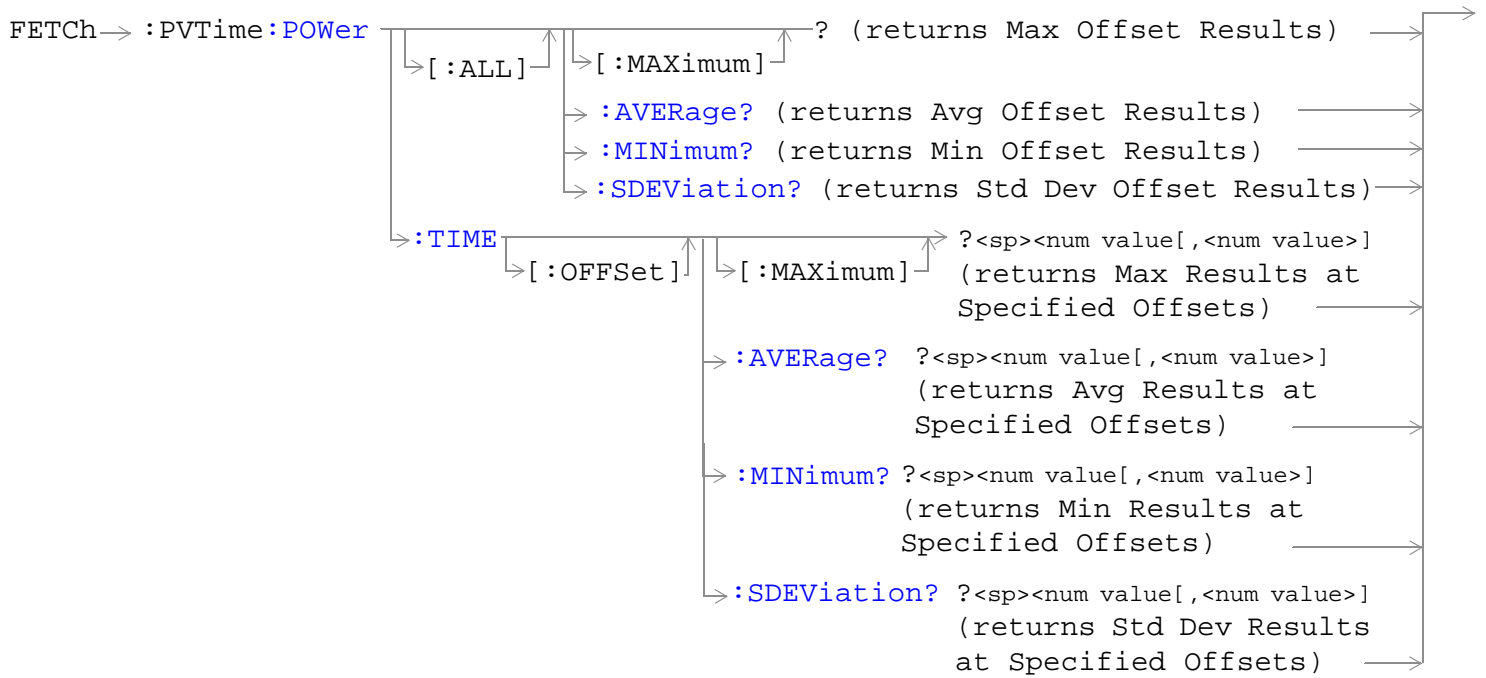 FETCh :PVTime:POWer ? (returns Max Offset Results)
[:ALL] [:MAXimum]
:AVERage? (returns Avg Offset Results)
:MINimum? (returns Min Offset Results)
:SDEViation? (returns Std Dev Offset Results)
:TIME ?<sp><num value[,<num value>]
[:OFFSet] [:MAXimum] (returns Max Results at
Specified Offsets)
:AVERage? ?<sp><num value[,<num value>]
(returns Avg Results at
Specified Offsets)
:MINimum? ?<sp><num value[,<num value>]
(returns Min Results at
Specified Offsets)
:SDEViation? ?<sp><num value[,<num value>]
(returns Std Dev Results
at Specified Offsets)